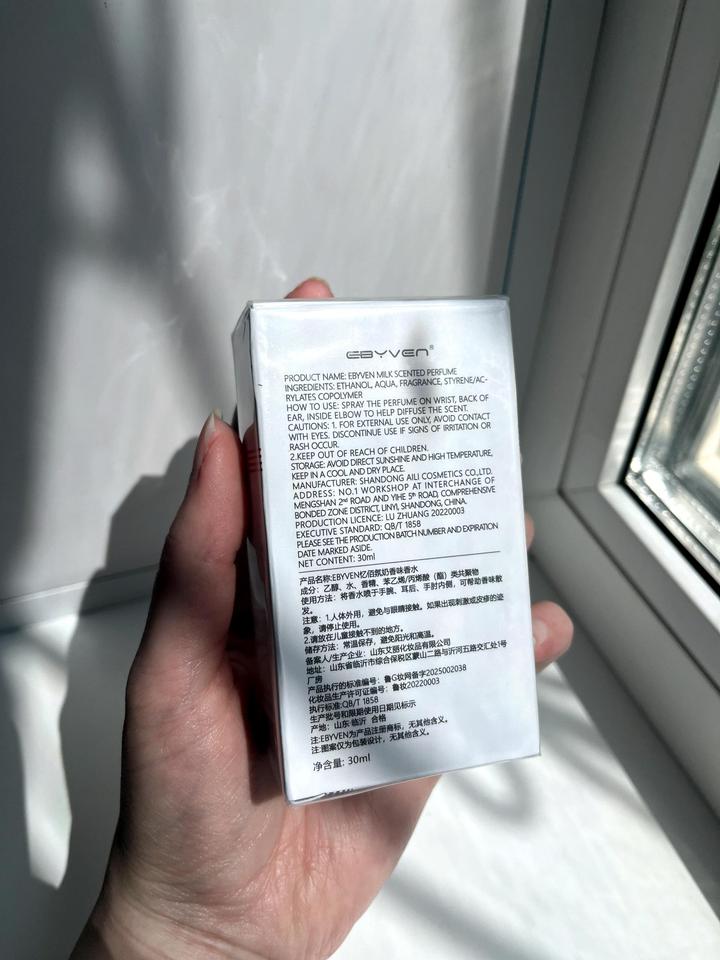 EBYVEN®
PRODUCT NAME: EBYVEN MILK SCENTED PERFUME
INGREDIENTS: ETHANOL, AQUA, FRAGRANCE, STYRENE/AC-
RYLATES COPOLYMER
HOW TO USE: SPRAY THE PERFUME ON WRIST, BACK OF
EAR, INSIDE ELBOW TO HELP DIFFUSE THE SCENT.
CAUTIONS: 1. FOR EXTERNAL USE ONLY, AVOID CONTACT
WITH EYES. DISCONTINUE USE IF SIGNS OF IRRITATION OR
RASH OCCUR.
2.KEEP OUT OF REACH OF CHILDREN.
STORAGE: AVOID DIRECT SUNSHINE AND HIGH TEMPERATURE,
KEEP IN A COOL AND DRY PLACE.
MANUFACTURER: SHANDONG AILI COSMETICS CO.,LTD.
ADDRESS: NO.1 WORKSHOP AT INTERCHANGE OF
MENGSHAN 2nd ROAD AND YIHE 5th ROAD, COMPREHENSIVE
BONDED ZONE DISTRICT, LINYI, SHANDONG, CHINA.
PRODUCTION LICENCE: LU ZHUANG 20220003
EXECUTIVE STANDARD: QB/T 1858
PLEASE SEE THE PRODUCTION BATCH NUMBER AND EXPIRATION
DATE MARKED ASIDE.
NET CONTENT: 30ml
产品名称:EBYVEN亿佰氛奶香味香水
成分：乙醇、水、香精、苯乙烯/丙烯酸（酯）类共聚物
使用方法：将香水喷于手腕、耳后、手肘内侧，可帮助香味散
发。
注意：1.人体外用，避免与眼睛接触。如果出现刺激或皮疹的迹
象，请停止使用。
2.请放在儿童接触不到的地方。
储存方法：常温保存，避免阳光和高温。
备案人/生产企业：山东艾丽化妆品有限公司
地址：山东省临沂市综合保税区蒙山二路与沂河五路交汇处1号
厂房
产品执行的标准编号：鲁G妆网备字2025002038
化妆品生产许可证编号：鲁妆20220003
执行标准:QB/T 1858
生产批号和限期使用日期见标示
产地：山东·临沂 合格
注:EBYVEN为产品注册商标，无其他含义。
注:图案仅为包装设计，无其他含义。
净含量: 30ml